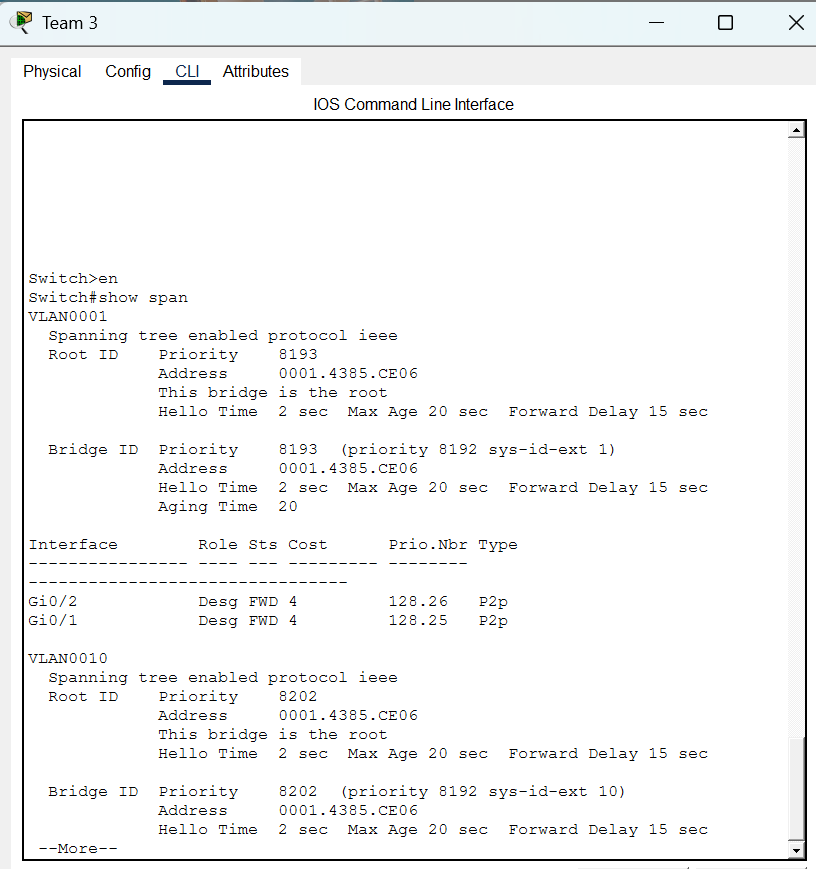 Team 3
Physical Config CLI Attributes
IOS Command Line Interface
Switch>en
Switch#show span
VLAN0001
  Spanning tree enabled protocol ieee
  Root ID    Priority    8193
             Address     0001.4385.CE06
             This bridge is the root
             Hello Time  2 sec  Max Age 20 sec  Forward Delay 15 sec
  Bridge ID  Priority    8193  (priority 8192 sys-id-ext 1)
             Address     0001.4385.CE06
             Hello Time  2 sec  Max Age 20 sec  Forward Delay 15 sec
             Aging Time  20
Interface        Role Sts Cost      Prio.Nbr Type
---------------- ---- --- --------- --------
--------------------------------
Gi0/2            Desg FWD 4         128.26   P2p
Gi0/1            Desg FWD 4         128.25   P2p
VLAN0010
  Spanning tree enabled protocol ieee
  Root ID    Priority    8202
             Address     0001.4385.CE06
             This bridge is the root
             Hello Time  2 sec  Max Age 20 sec  Forward Delay 15 sec
  Bridge ID  Priority    8202  (priority 8192 sys-id-ext 10)
             Address     0001.4385.CE06
             Hello Time  2 sec  Max Age 20 sec  Forward Delay 15 sec
 --More--